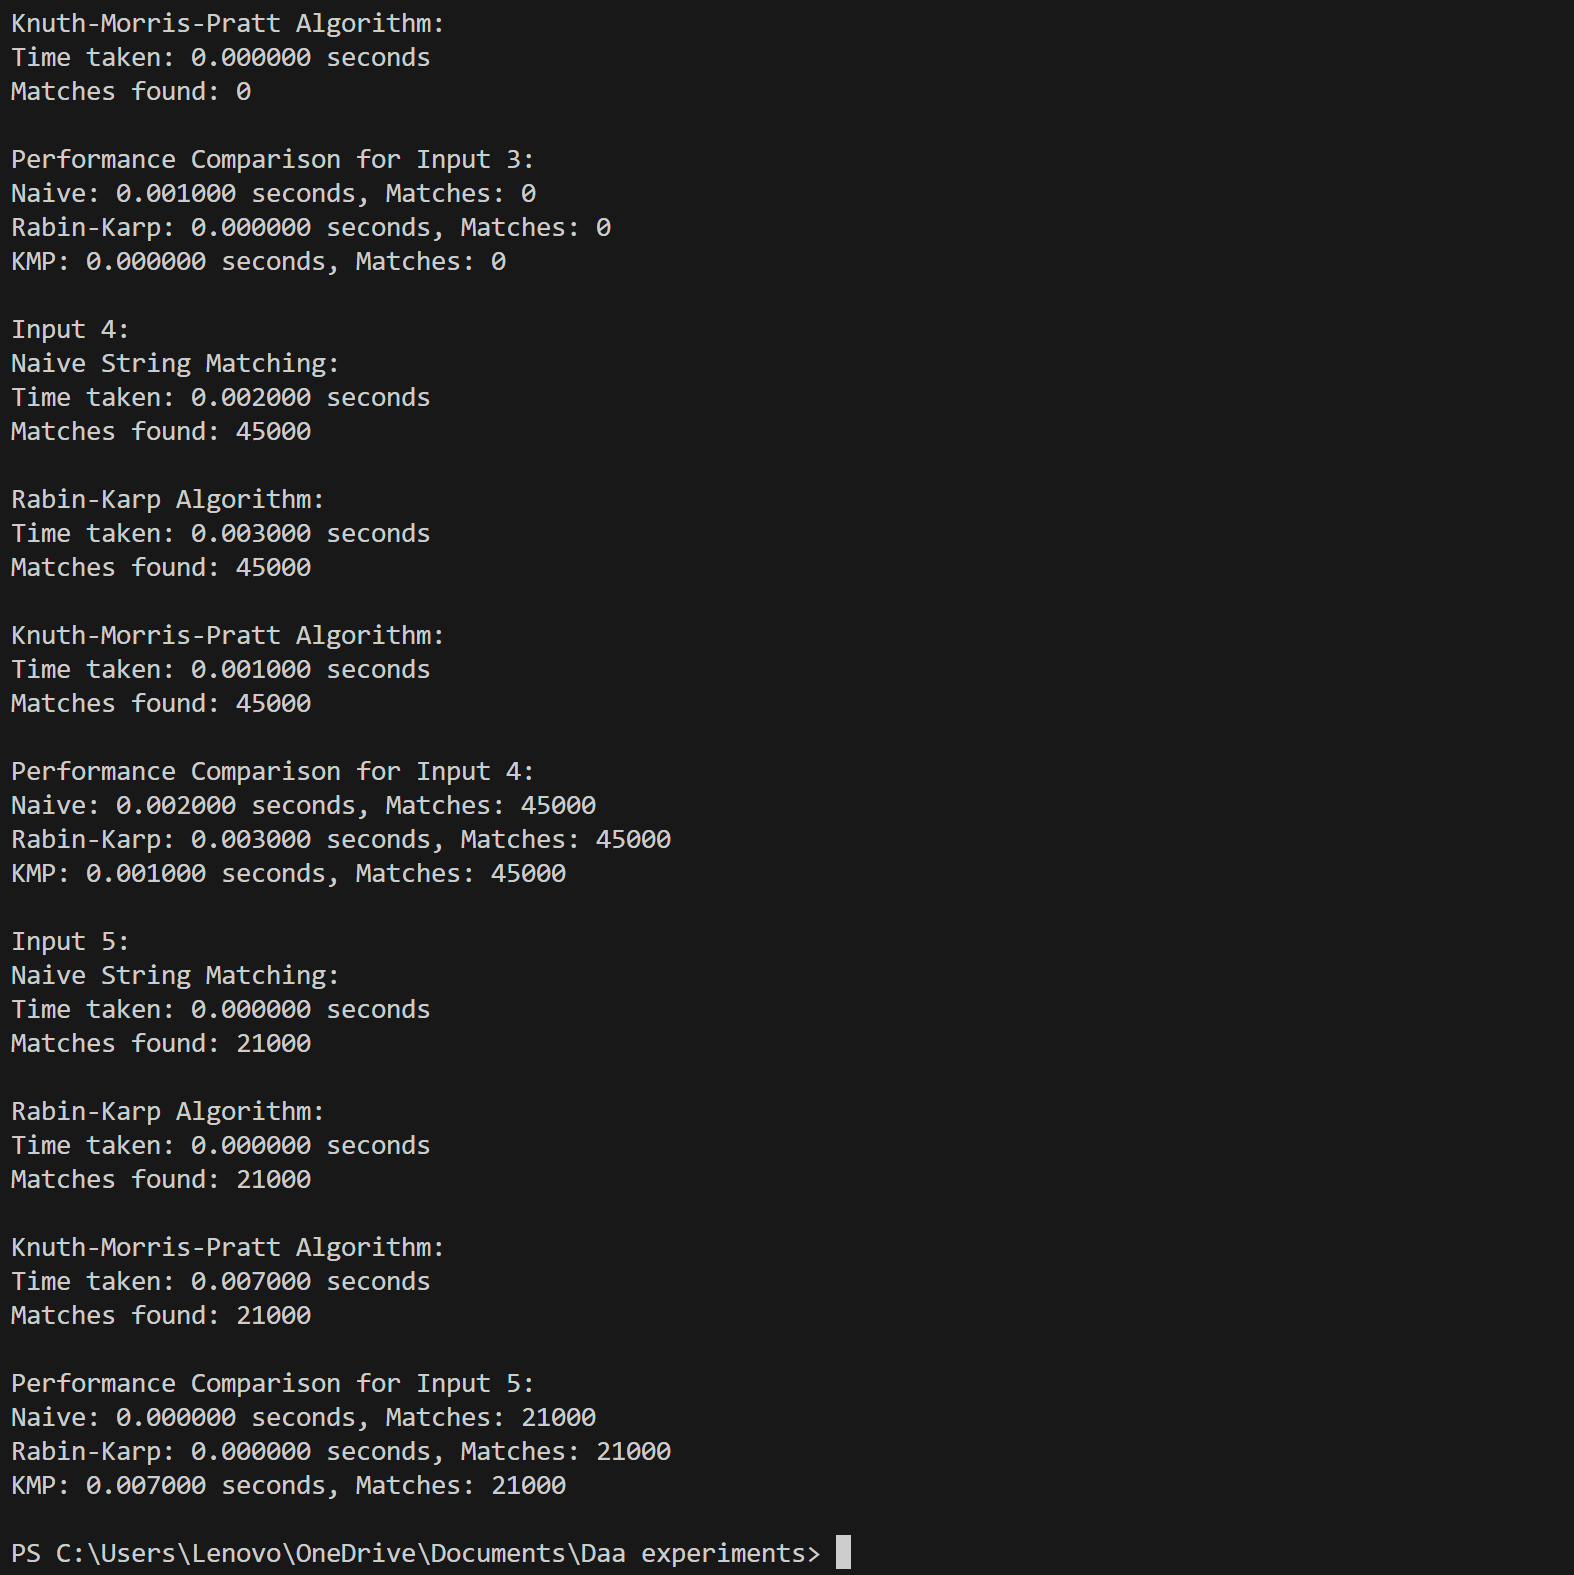 Knuth-Morris-Pratt Algorithm:
Time taken: 0.000000 seconds
Matches found: 0

Performance Comparison for Input 3:
Naive: 0.001000 seconds, Matches: 0
Rabin-Karp: 0.000000 seconds, Matches: 0
KMP: 0.000000 seconds, Matches: 0

Input 4:
Naive String Matching:
Time taken: 0.002000 seconds
Matches found: 45000

Rabin-Karp Algorithm:
Time taken: 0.003000 seconds
Matches found: 45000

Knuth-Morris-Pratt Algorithm:
Time taken: 0.001000 seconds
Matches found: 45000

Performance Comparison for Input 4:
Naive: 0.002000 seconds, Matches: 45000
Rabin-Karp: 0.003000 seconds, Matches: 45000
KMP: 0.001000 seconds, Matches: 45000

Input 5:
Naive String Matching:
Time taken: 0.000000 seconds
Matches found: 21000

Rabin-Karp Algorithm:
Time taken: 0.000000 seconds
Matches found: 21000

Knuth-Morris-Pratt Algorithm:
Time taken: 0.007000 seconds
Matches found: 21000

Performance Comparison for Input 5:
Naive: 0.000000 seconds, Matches: 21000
Rabin-Karp: 0.000000 seconds, Matches: 21000
KMP: 0.007000 seconds, Matches: 21000

PS C:\Users\Lenovo\OneDrive\Documents\Daa experiments>